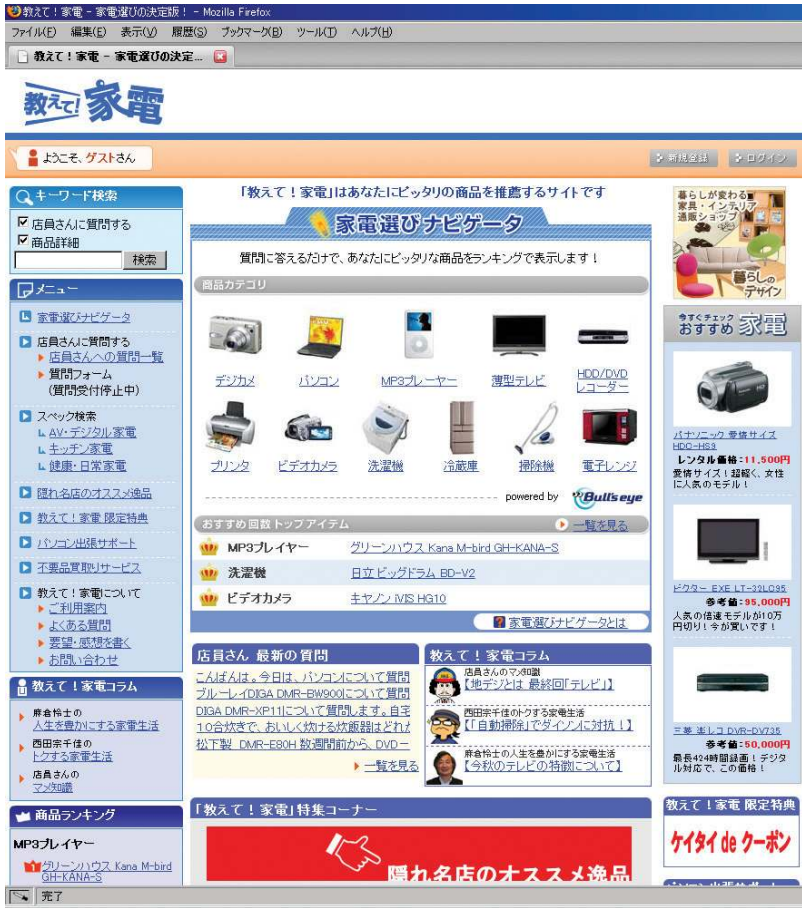 教えて！家電 - 家電選びの決定版！ - Mozilla Firefox
ファイル(F) 編集(E) 表示(V) 履歴(S) ブックマーク(B) ツール(T) ヘルプ(H)
教えて！家電 - 家電選びの決定...
教えて！家電
ようこそ、ゲストさん
新規登録 ログイン
キーワード検索
店員さんに質問する
商品詳細
検索
メニュー
家電選びナビゲータ
店員さんに質問する
店員さんへの質問一覧
質問フォーム
(質問受付停止中)
スペック検索
AV・デジタル家電
キッチン家電
健康・日常家電
隠れ名店のオススメ逸品
教えて！家電 限定特典
パソコン出張サポート
不要品買取りサービス
教えて！家電について
ご利用案内
よくある質問
要望・感想を書く
お問い合わせ
教えて！家電コラム
麻倉怜士の
人生を豊かにする家電生活
西田宗千佳の
トクする家電生活
店員さんの
マメ知識
商品ランキング
MP3プレイヤー
1
グリーンハウス Kana M-bird
GH-KANA-S
「教えて！家電」はあなたにピッタリの商品を推薦するサイトです
家電選びナビゲータ
質問に答えるだけで、あなたにピッタリな商品をランキングで表示します！
商品カテゴリ
デジカメ パソコン MP3プレーヤー 薄型テレビ HDD/DVD
レコーダー
プリンタ ビデオカメラ 洗濯機 冷蔵庫 掃除機 電子レンジ
powered by Bull's eye
おすすめ回数トップアイテム 一覧を見る
MP3プレイヤー グリーンハウス Kana M-bird GH-KANA-S
洗濯機 日立 ビッグドラム BD-V2
ビデオカメラ キヤノン iVIS HG10
家電選びナビゲータとは
店員さん 最新の質問
こんばんは。今日は、パソコンについて質問
ブルーレイDIGA DMR-BW900について質問
DIGA DMR-XP11について質問します。自宅
10合炊きで、おいしく炊ける炊飯器はどれだ
松下製 DMR-E80H 数週間前から、DVD－
一覧を見る
教えて！家電コラム
店員さんのマメ知識
【地デジとは 最終回「テレビ」】
西田宗千佳のトクする家電生活
【「自動掃除」でダイソンに対抗！】
麻倉怜士の人生を豊かにする家電生活
【今秋のテレビの特徴について】
「教えて！家電」特集コーナー
隠れ名店のオススメ逸品
暮らしが変わる
家具・インテリア
通販ショップ
暮らしの
デザイン
今すぐチェック
おすすめ家電
パナソニック 愛情サイズ
HDC-HS9
レンタル価格:11,500円
愛情サイズ！超軽く、女性
に人気のモデル！
ビクター EXE LT-32LC95
参考値:95,000円
人気の倍速モデルが10万
円切り！今が買いです！
三菱 楽レコ DVR-DV735
参考値:50,000円
最長424時間録画！デジタ
ル対応で、この価格！
教えて！家電 限定特典
ケイタイ de クーポン
パソコン出張サポート
完了